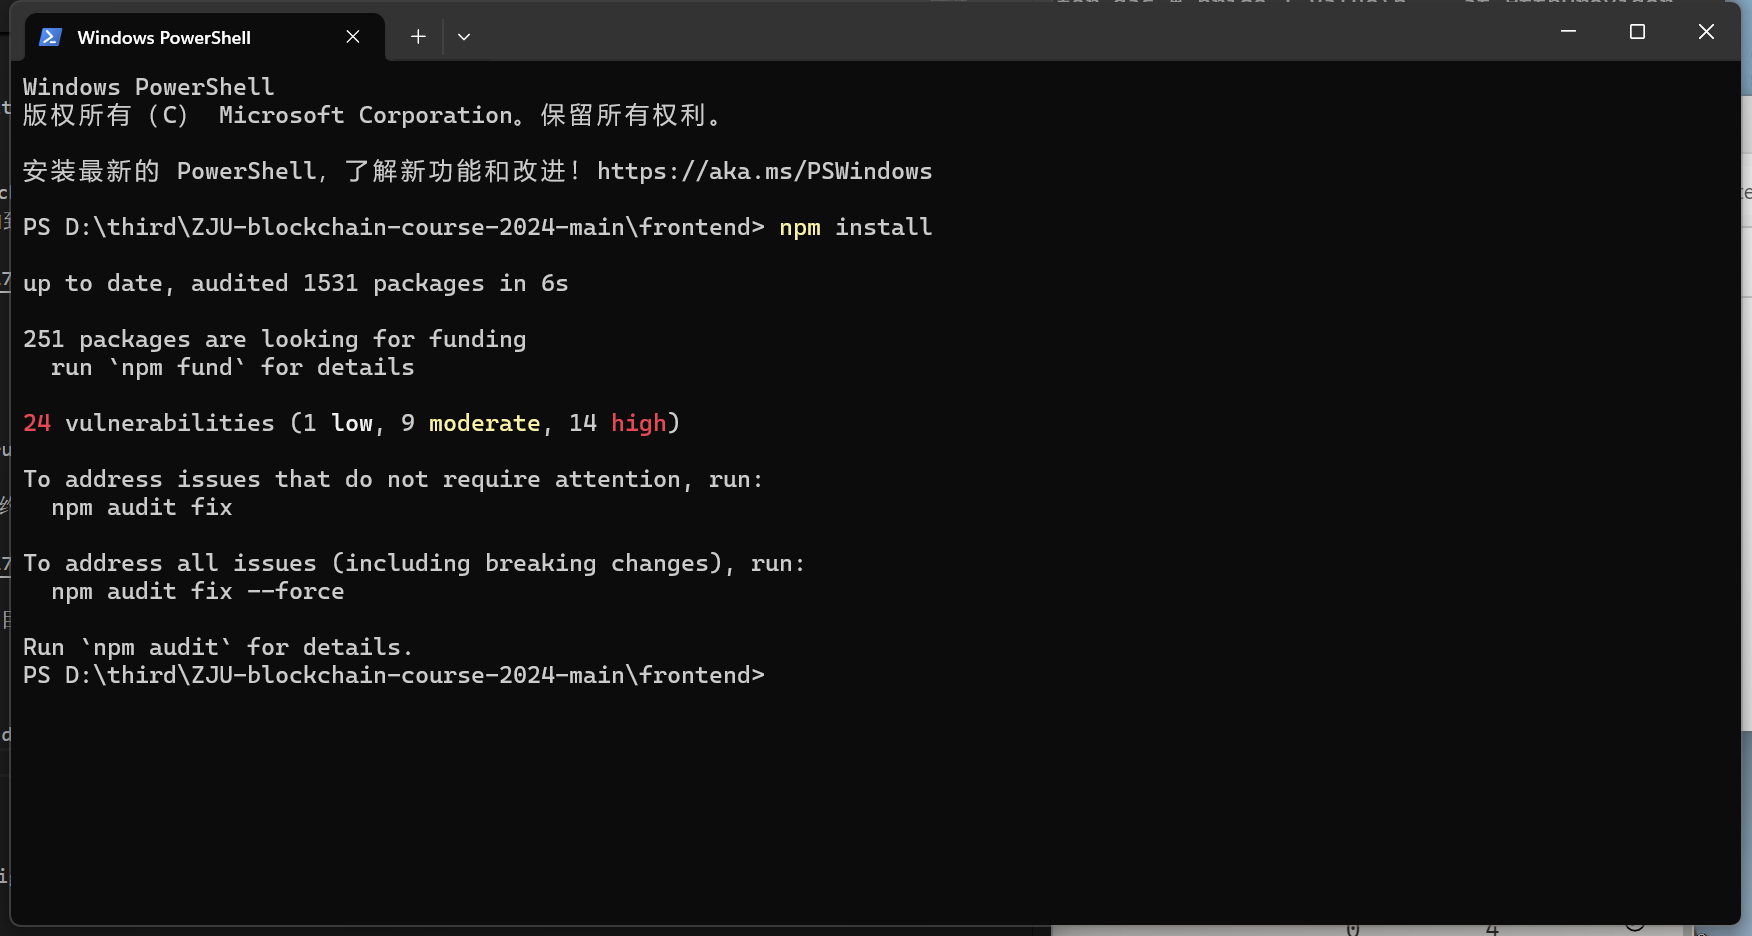 Windows PowerShell
Windows PowerShell
版权所有（C） Microsoft Corporation。保留所有权利。
安装最新的 PowerShell，了解新功能和改进！https://aka.ms/PSWindows
PS D:\third\ZJU-blockchain-course-2024-main\frontend> npm install
up to date, audited 1531 packages in 6s
251 packages are looking for funding
  run `npm fund` for details
24 vulnerabilities (1 low, 9 moderate, 14 high)
To address issues that do not require attention, run:
  npm audit fix
To address all issues (including breaking changes), run:
  npm audit fix --force
Run `npm audit` for details.
PS D:\third\ZJU-blockchain-course-2024-main\frontend>